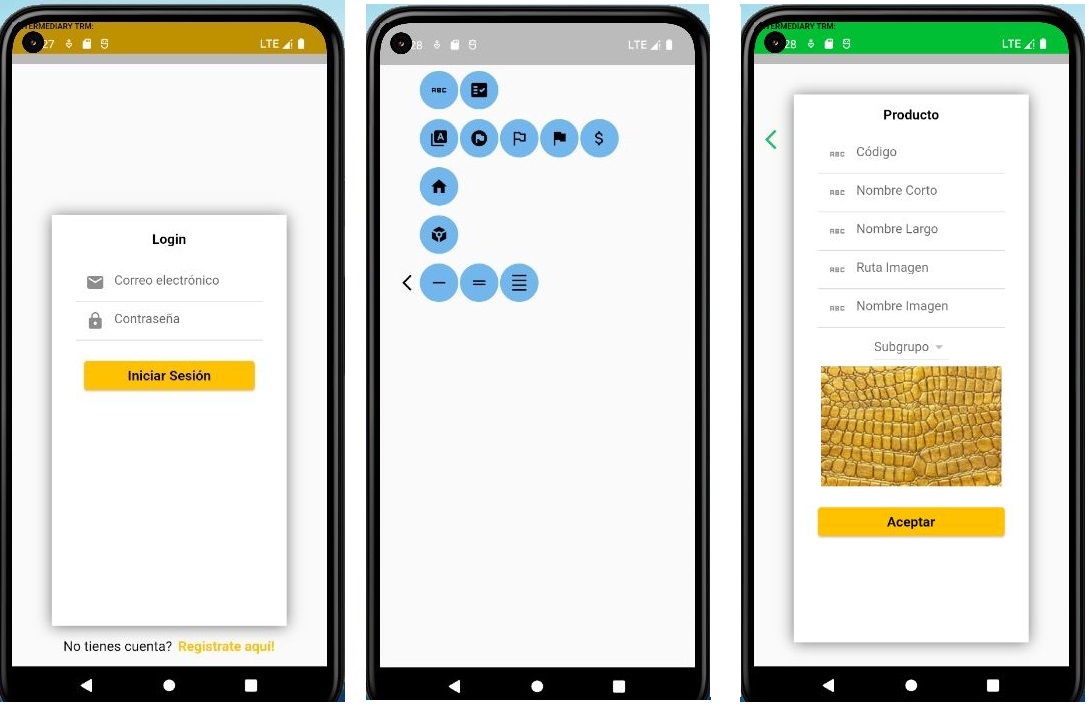 TERMEDIARY TRM:
27
LTE
Login
Correo electrónico
Contraseña
Iniciar Sesión
No tienes cuenta? Registrate aquí!
28
LTE
ABC
A
$
TERMEDIARY TRM:
28
LTE
Producto
ABC Código
ABC Nombre Corto
ABC Nombre Largo
ABC Ruta Imagen
ABC Nombre Imagen
Subgrupo
Aceptar